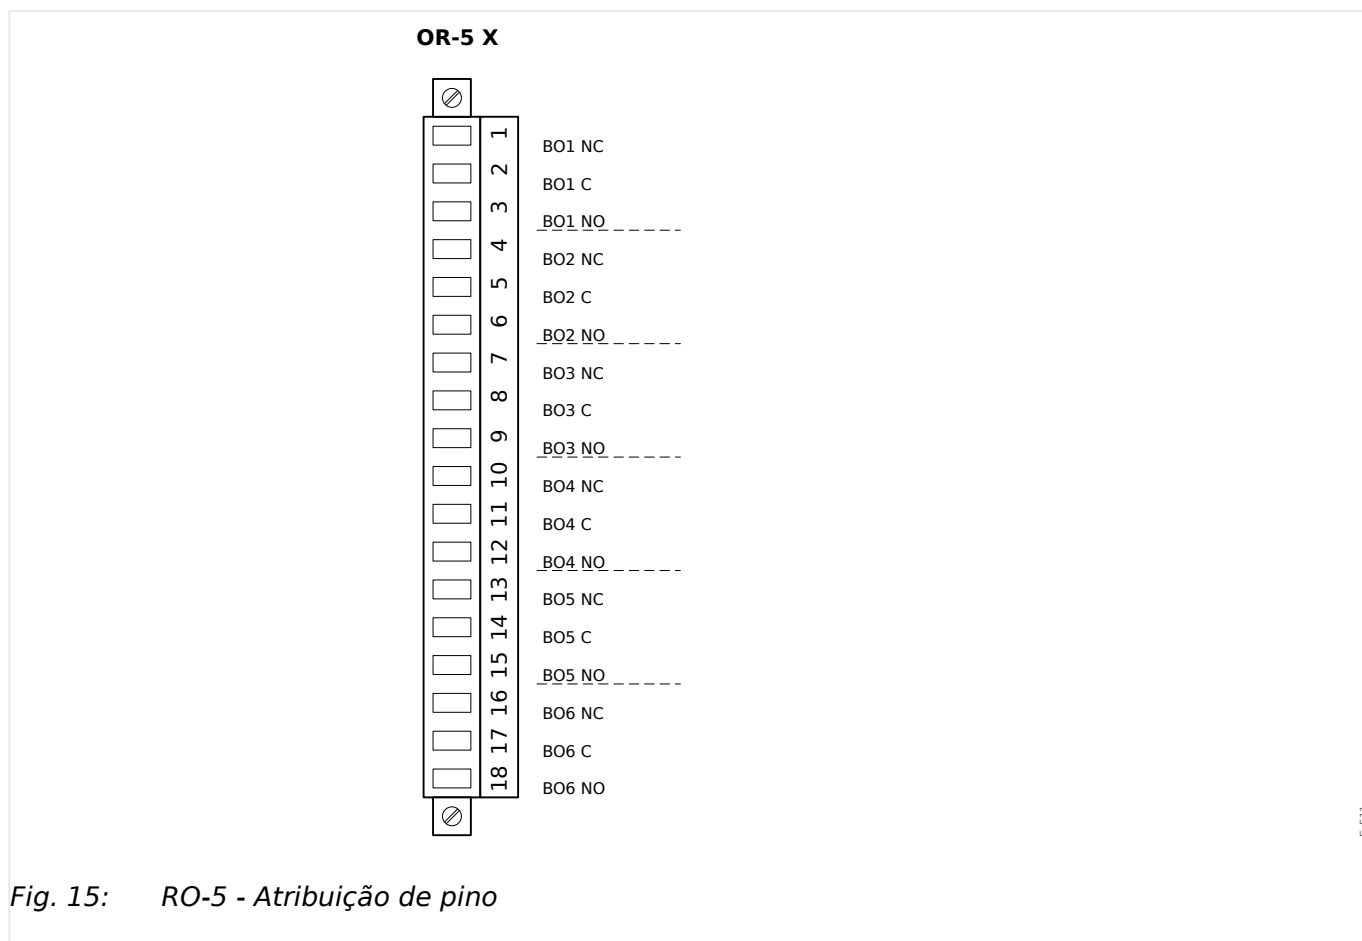 OR-5 X
1 BO1 NC
2 BO1 C
3 BO1 NO
4 BO2 NC
5 BO2 C
6 BO2 NO
7 BO3 NC
8 BO3 C
9 BO3 NO
10 BO4 NC
11 BO4 C
12 BO4 NO
13 BO5 NC
14 BO5 C
15 BO5 NO
16 BO6 NC
17 BO6 C
18 BO6 NO
Fig. 15: RO-5 - Atribuição de pino